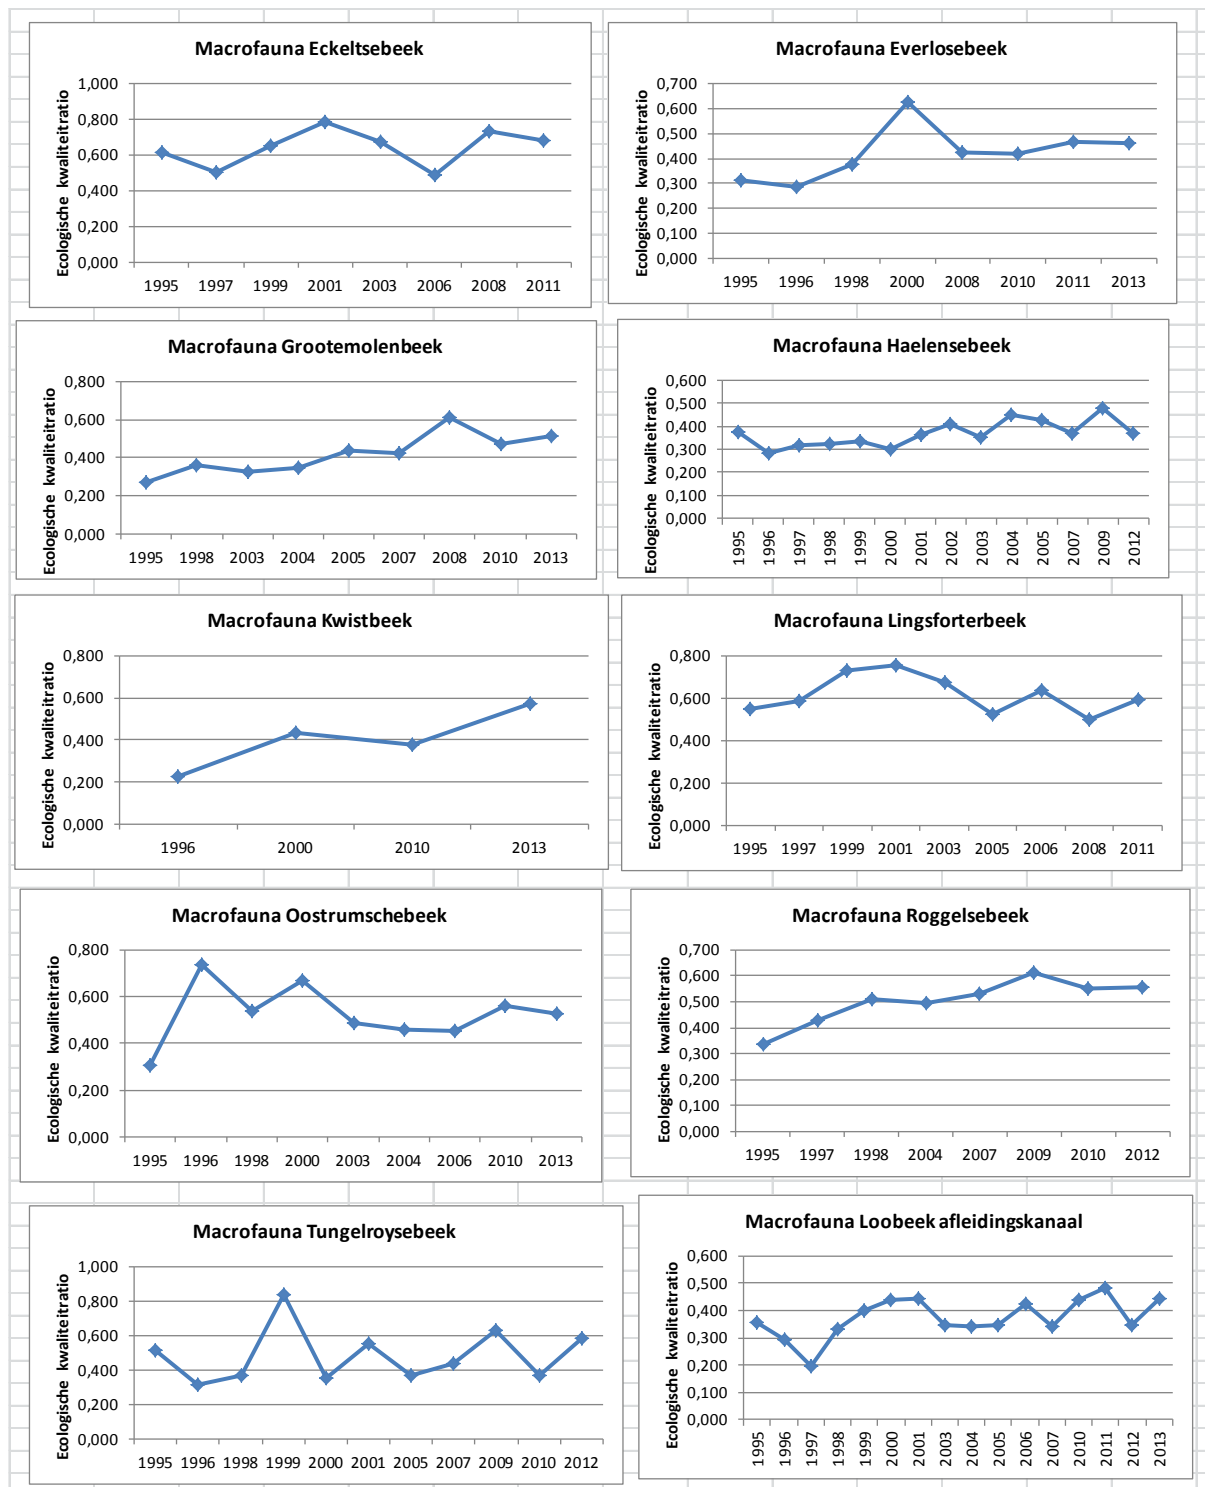 Macrofauna Eckeltsebeek
Ecologische kwaliteitratio
1,000
0,800
0,600
0,400
0,200
0,000
1995 1997 1999 2001 2003 2006 2008 2011
Macrofauna Everlosebeek
Ecologische kwaliteitratio
0,700
0,600
0,500
0,400
0,300
0,200
0,100
0,000
1995 1996 1998 2000 2008 2010 2011 2013
Macrofauna Grootemolenbeek
Ecologische kwaliteitratio
0,800
0,600
0,400
0,200
0,000
1995 1998 2003 2004 2005 2007 2008 2010 2013
Macrofauna Haelensebeek
Ecologische kwaliteitratio
0,600
0,500
0,400
0,300
0,200
0,100
0,000
1995 1996 1997 1998 1999 2000 2001 2002 2003 2004 2005 2007 2009 2012
Macrofauna Kwistbeek
Ecologische kwaliteitratio
0,800
0,600
0,400
0,200
0,000
1996 2000 2010 2013
Macrofauna Lingsforterbeek
Ecologische kwaliteitratio
0,800
0,600
0,400
0,200
0,000
1995 1997 1999 2001 2003 2005 2006 2008 2011
Macrofauna Oostrumschebeek
Ecologische kwaliteitratio
0,800
0,600
0,400
0,200
0,000
1995 1996 1998 2000 2003 2004 2006 2010 2013
Macrofauna Roggelsebeek
Ecologische kwaliteitratio
0,700
0,600
0,500
0,400
0,300
0,200
0,100
0,000
1995 1997 1998 2004 2007 2009 2010 2012
Macrofauna Tungelroysebeek
Ecologische kwaliteitratio
1,000
0,800
0,600
0,400
0,200
0,000
1995 1996 1998 1999 2000 2001 2005 2007 2009 2010 2012
Macrofauna Loobeek afleidingskanaal
Ecologische kwaliteitratio
0,600
0,500
0,400
0,300
0,200
0,100
0,000
1995 1996 1997 1998 1999 2000 2001 2003 2004 2005 2006 2007 2010 2011 2012 2013